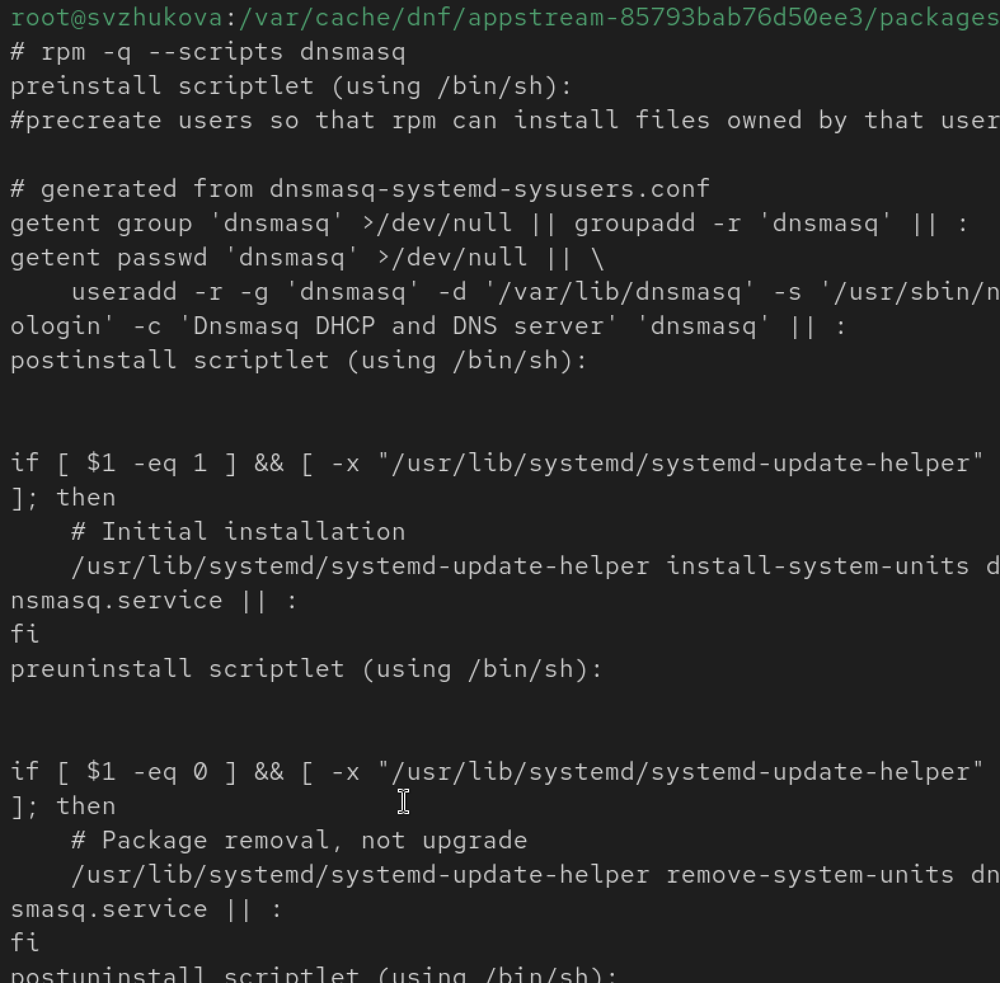 root@svzhukova:/var/cache/dnf/appstream-85793bab76d50ee3/packages
# rpm -q --scripts dnsmasq
preinstall scriptlet (using /bin/sh):
#precreate users so that rpm can install files owned by that user

# generated from dnsmasq-systemd-sysusers.conf
getent group 'dnsmasq' >/dev/null || groupadd -r 'dnsmasq' || :
getent passwd 'dnsmasq' >/dev/null || \
    useradd -r -g 'dnsmasq' -d '/var/lib/dnsmasq' -s '/usr/sbin/n
ologin' -c 'Dnsmasq DHCP and DNS server' 'dnsmasq' || :
postinstall scriptlet (using /bin/sh):


if [ $1 -eq 1 ] && [ -x "/usr/lib/systemd/systemd-update-helper"
]; then
    # Initial installation
    /usr/lib/systemd/systemd-update-helper install-system-units d
nsmasq.service || :
fi
preuninstall scriptlet (using /bin/sh):


if [ $1 -eq 0 ] && [ -x "/usr/lib/systemd/systemd-update-helper"
]; then
    # Package removal, not upgrade
    /usr/lib/systemd/systemd-update-helper remove-system-units dn
smasq.service || :
fi
postuninstall scriptlet (using /bin/sh):